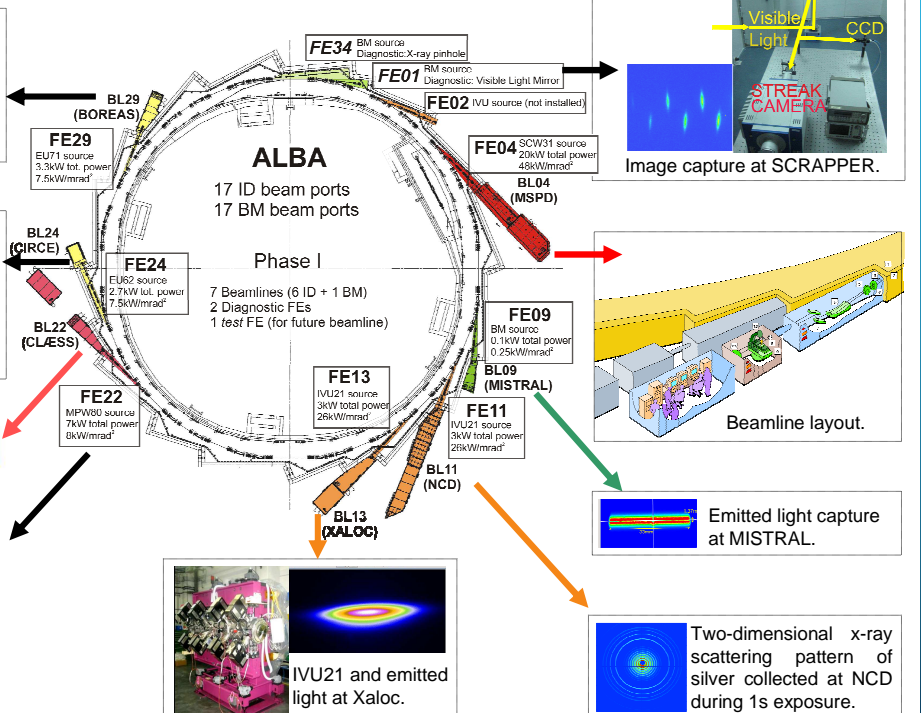 Visible
Light
CCD
STREAK
CAMERA
Image capture at SCRAPPER.
FE34 BM source
Diagnostic:X-ray pinhole
FE01 BM source
Diagnostic: Visible Light Mirror
FE02 IVU source (not installed)
BL29
(BOREAS)
FE29
EU71 source
3.3kW tot. power
7.5kW/mrad²
ALBA
17 ID beam ports
17 BM beam ports
FE04 SCW31 source
20kW total power
48kW/mrad²
BL04
(MSPD)
BL24
(CIRCE)
FE24
EU62 source
2.7kW tot. power
7.5kW/mrad²
Phase I
7 Beamlines (6 ID + 1 BM)
2 Diagnostic FEs
1 test FE (for future beamline)
BL22
(CLÆSS)
FE22
MPW80 source
7kW total power
8kW/mrad²
FE09
BM source
0.1kW total power
0.25kW/mrad²
BL09
(MISTRAL)
FE13
IVU21 source
3kW total power
26kW/mrad²
FE11
IVU21 source
3kW total power
26kW/mrad²
BL11
(NCD)
BL13
(XALOC)
Beamline layout.
Emitted light capture
at MISTRAL.
IVU21 and emitted
light at Xaloc.
Two-dimensional x-ray
scattering pattern of
silver collected at NCD
during 1s exposure.